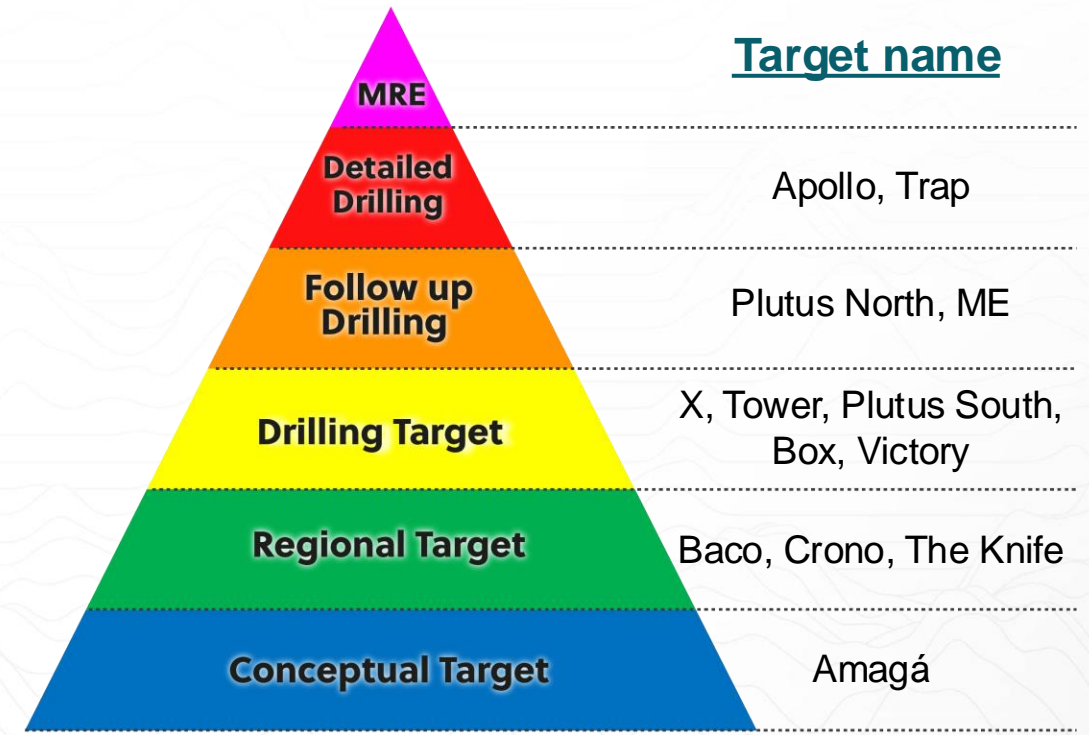 Target name
MRE
Detailed
Drilling
Apollo, Trap
Follow up
Drilling
Plutus North, ME
Drilling Target
X, Tower, Plutus South,
Box, Victory
Regional Target
Baco, Crono, The Knife
Conceptual Target
Amagá